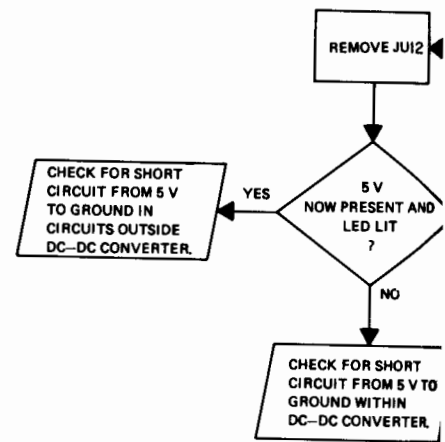 REMOVE JU12
5 V
NOW PRESENT AND
LED LIT
?
YES
CHECK FOR SHORT
CIRCUIT FROM 5 V
TO GROUND IN
CIRCUITS OUTSIDE
DC–DC CONVERTER.
NO
CHECK FOR SHORT
CIRCUIT FROM 5 V TO
GROUND WITHIN
DC–DC CONVERTER.